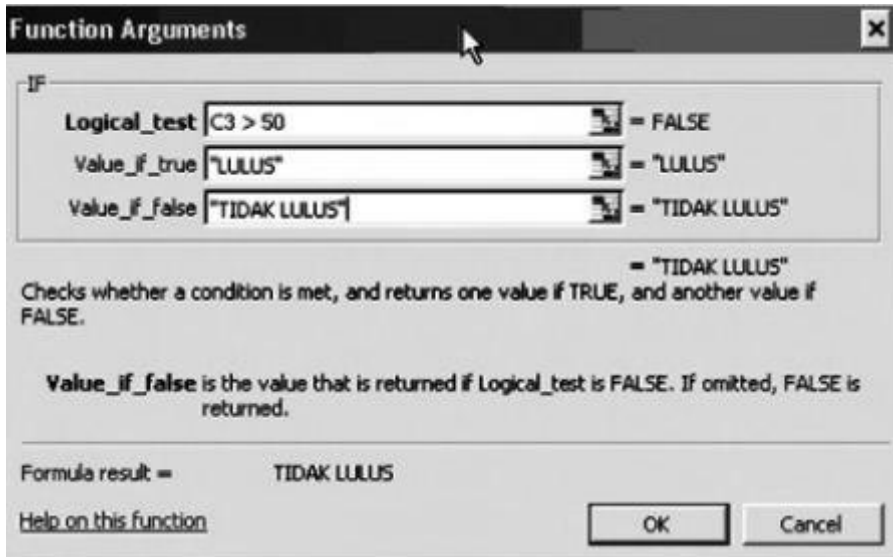 Function Arguments
IF
Logical_test C3 > 50 = FALSE
Value_if_true "LULUS" = "LULUS"
Value_if_false "TIDAK LULUS" = "TIDAK LULUS"
= "TIDAK LULUS"
Checks whether a condition is met, and returns one value if TRUE, and another value if
FALSE.
Value_if_false is the value that is returned if Logical_test is FALSE. If omitted, FALSE is
returned.
Formula result = TIDAK LULUS
Help on this function OK Cancel